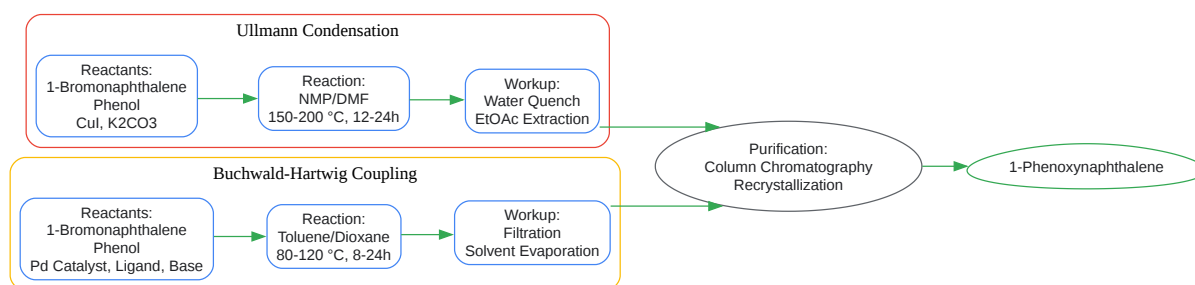 Ullmann Condensation
Reactants:
1-Bromonaphthalene
Phenol
CuI, K2CO3
Reaction:
NMP/DMF
150-200 °C, 12-24h
Workup:
Water Quench
EtOAc Extraction
Buchwald-Hartwig Coupling
Reactants:
1-Bromonaphthalene
Phenol
Pd Catalyst, Ligand, Base
Reaction:
Toluene/Dioxane
80-120 °C, 8-24h
Workup:
Filtration
Solvent Evaporation
Purification:
Column Chromatography
Recrystallization
1-Phenoxynaphthalene